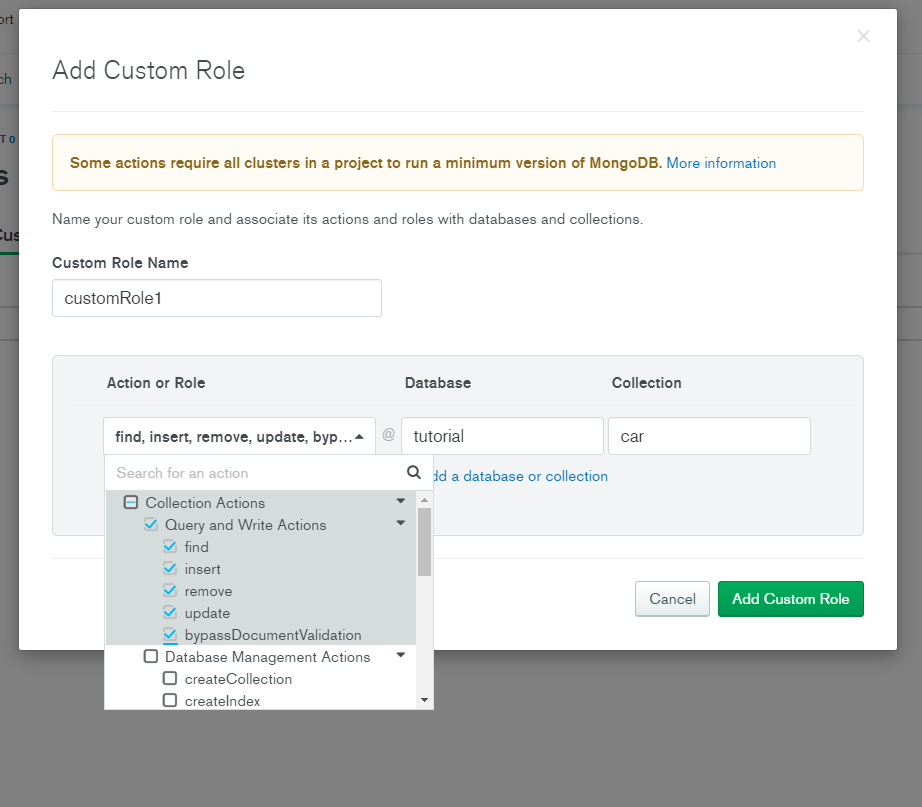 ort
Add Custom Role
ch
T 0
Some actions require all clusters in a project to run a minimum version of MongoDB. More information
s
Name your custom role and associate its actions and roles with databases and collections.
Cus
Custom Role Name
customRole1
Action or Role Database Collection
find, insert, remove, update, byp... @ tutorial car
Search for an action
dd a database or collection
Collection Actions
Query and Write Actions
find
insert
remove
update
bypassDocumentValidation
Database Management Actions
createCollection
createIndex
Cancel Add Custom Role